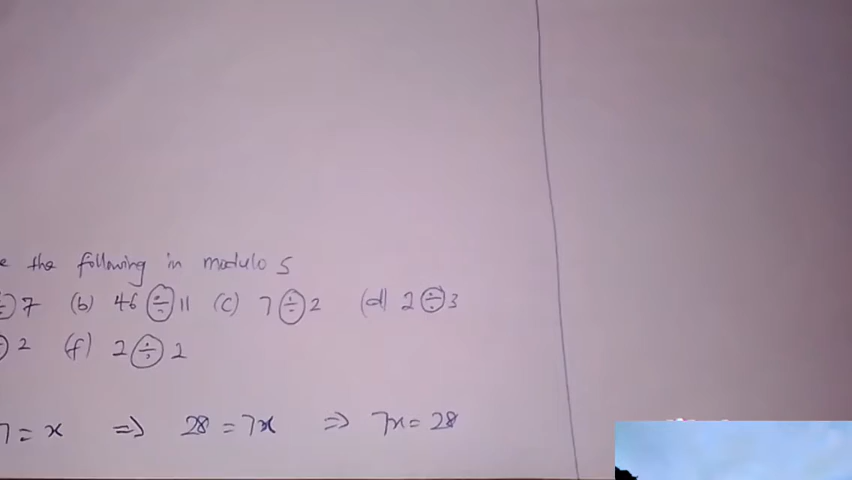 the following in modulo 5
7 (b) 46 ÷ 11 (c) 7 ÷ 2 (d) 2 ÷ 3
2 (f) 2 ÷ 2
7 = x ⇒ 28 = 7x ⇒ 7x = 28